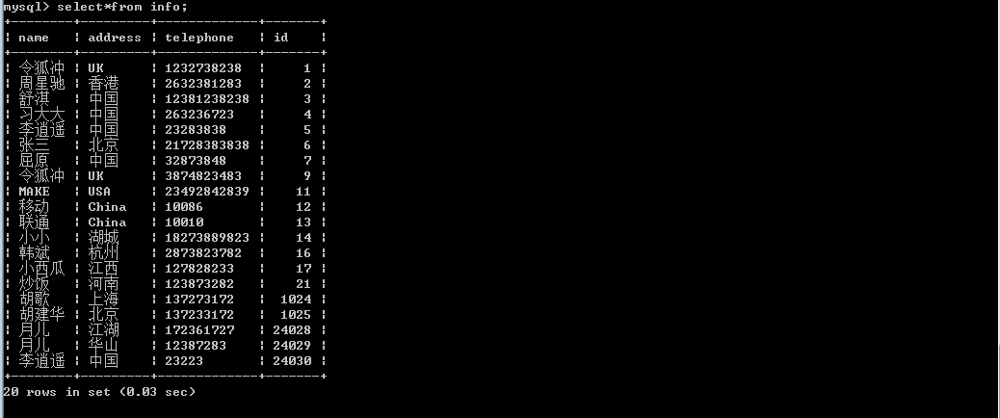 mysql> select*from info;
+--------+---------+-------------+-------+
| name | address | telephone | id |
+--------+---------+-------------+-------+
| 令狐冲 | UK | 1232738238 | 1 |
| 周星驰 | 香港 | 2632381283 | 2 |
| 舒淇 | 中国 | 12381238238 | 3 |
| 习大大 | 中国 | 263236723 | 4 |
| 李逍遥 | 中国 | 23283838 | 5 |
| 张三 | 北京 | 21728383838 | 6 |
| 屈原 | 中国 | 32873848 | 7 |
| 令狐冲 | UK | 3874823483 | 9 |
| MAKE | USA | 23492842839 | 11 |
| 移动 | China | 10086 | 12 |
| 联通 | China | 10010 | 13 |
| 小小 | 湖城 | 18273889823 | 14 |
| 韩斌 | 杭州 | 2873823782 | 16 |
| 小西瓜 | 江西 | 127828233 | 17 |
| 炒饭 | 河南 | 123873282 | 21 |
| 胡歌 | 上海 | 137273172 | 1024 |
| 胡建华 | 北京 | 137233172 | 1025 |
| 月儿 | 江湖 | 172361727 | 24028 |
| 月儿 | 华山 | 12387283 | 24029 |
| 李逍遥 | 中国 | 23223 | 24030 |
+--------+---------+-------------+-------+
20 rows in set (0.03 sec)